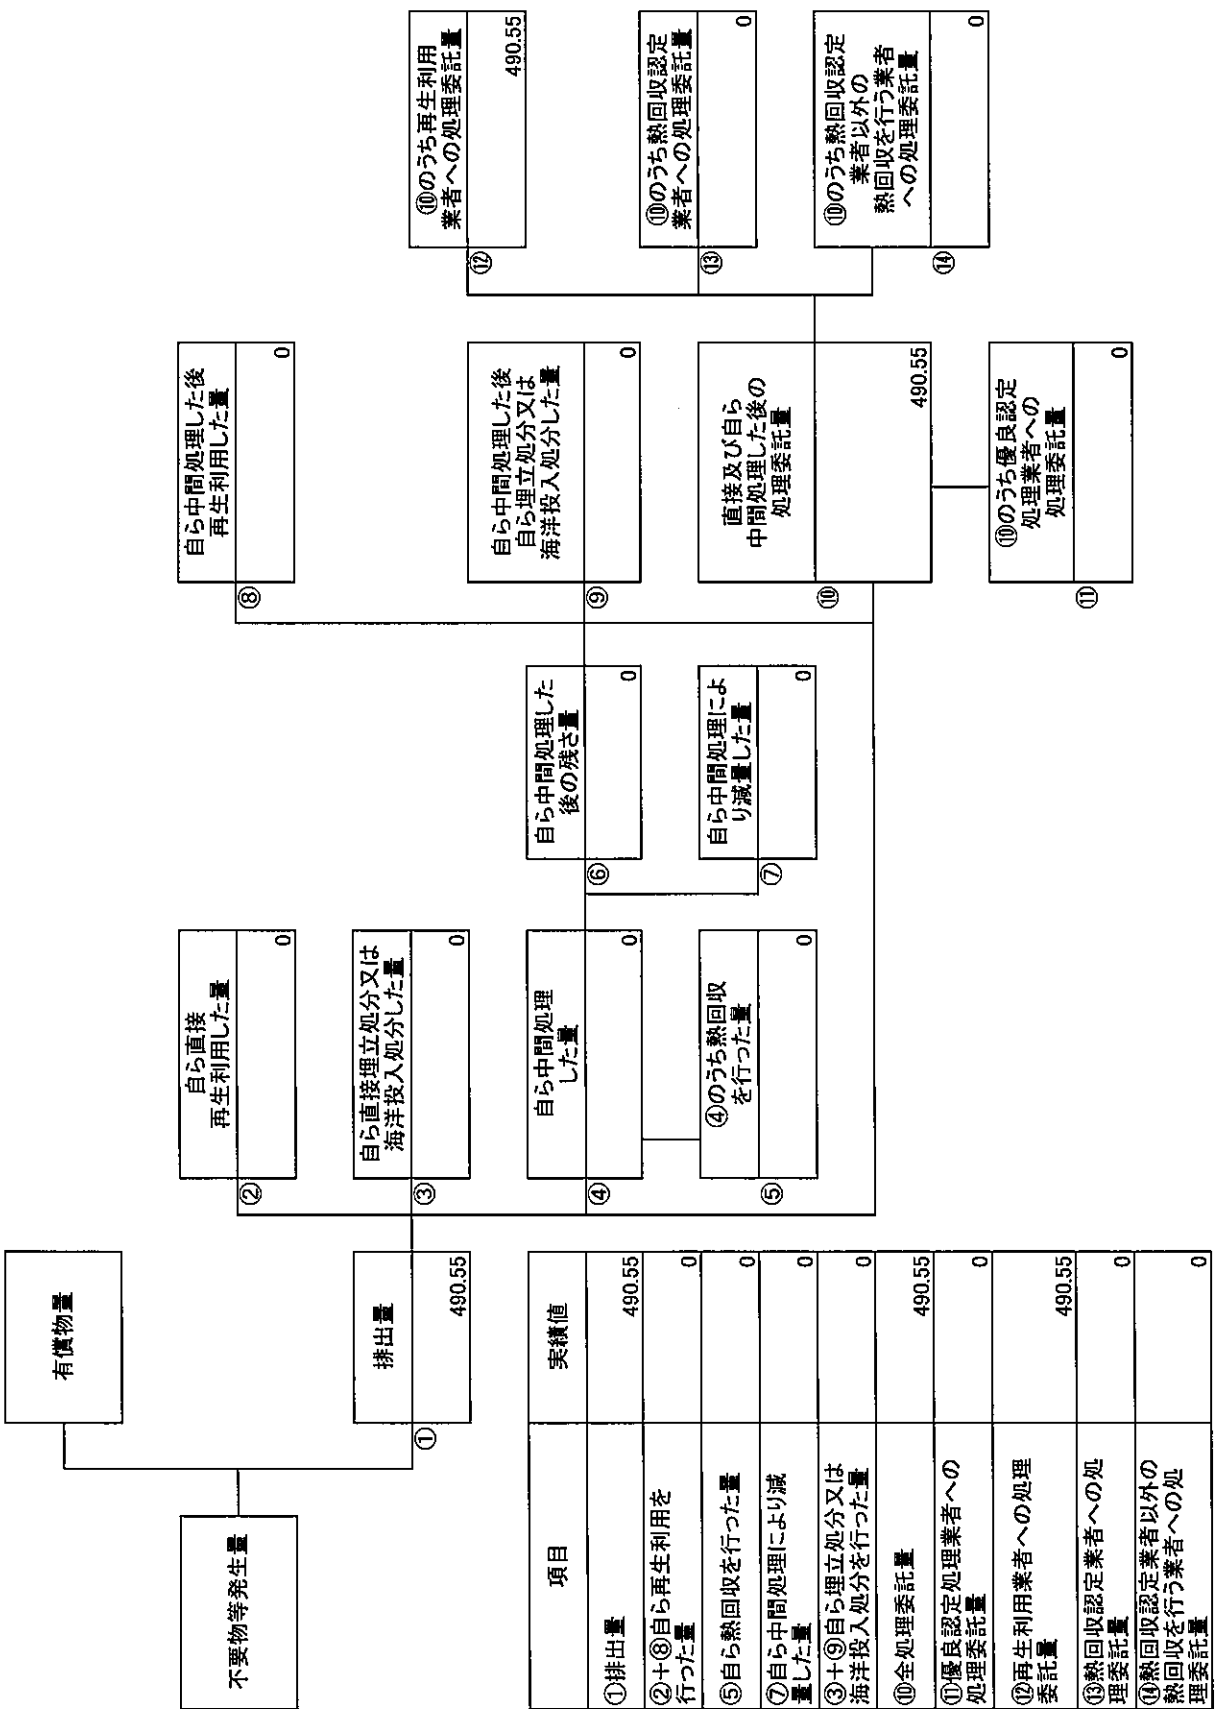 不要物等発生量
有償物量
排出量
①
490.55
自ら直接
再生利用した量
②
0
自ら直接埋立処分又は
海洋投入処分した量
③
0
自ら中間処理
した量
④
0
④のうち熱回収
を行った量
⑤
0
自ら中間処理した
後の残さ量
⑥
0
自ら中間処理によ
り減量した量
⑦
0
自ら中間処理した後
再生利用した量
⑧
0
自ら中間処理した後
自ら埋立処分又は
海洋投入処分した量
⑨
0
直接及び自ら
中間処理した後の
処理委託量
⑩
490.55
⑩のうち優良認定
処理業者への
処理委託量
⑪
0
⑩のうち再生利用
業者への処理委託量
⑫
490.55
⑩のうち熱回収認定
業者への処理委託量
⑬
0
⑩のうち熱回収認定
業者以外の
熱回収を行う業者
への処理委託量
⑭
0
項目 実績値
①排出量 490.55
②+⑧自ら再生利用を
行った量 0
⑤自ら熱回収を行った量 0
⑦自ら中間処理により減
量した量 0
③+⑨自ら埋立処分又は
海洋投入処分を行った量 0
⑩全処理委託量 490.55
⑪優良認定処理業者への
処理委託量 0
⑫再生利用業者への処理
委託量 490.55
⑬熱回収認定業者への処
理委託量 0
⑭熱回収認定業者以外の
熱回収を行う業者への処
理委託量 0